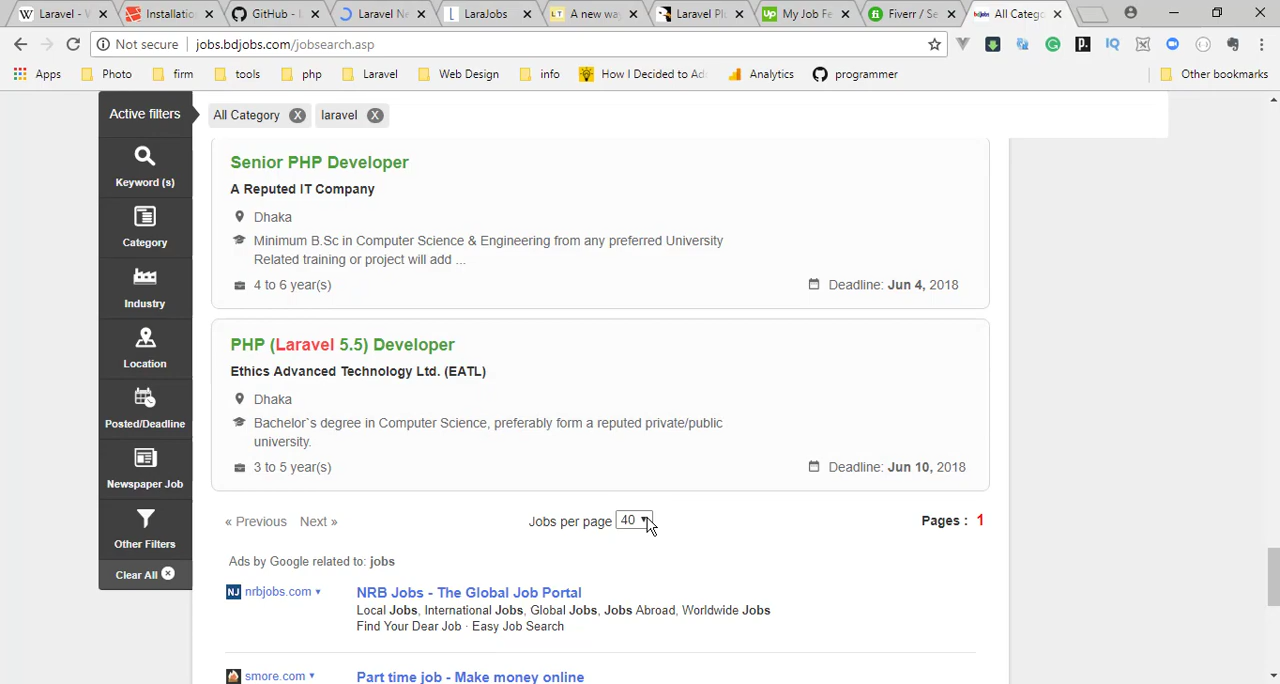 Laravel - W
Installatio
GitHub - L
Laravel Ne
LaraJobs
A new way
Laravel Plu
My Job Fe
Fiverr / Se
All Catego
Not secure jobs.bdjobs.com/jobsearch.asp
Apps Photo firm tools php Laravel Web Design info How I Decided to Ad Analytics programmer Other bookmarks
Active filters All Category X laravel X
Keyword (s)
Category
Industry
Location
Posted/Deadline
Newspaper Job
Other Filters
Clear All
Senior PHP Developer
A Reputed IT Company
Dhaka
Minimum B.Sc in Computer Science & Engineering from any preferred University
Related training or project will add ...
4 to 6 year(s) Deadline: Jun 4, 2018
PHP (Laravel 5.5) Developer
Ethics Advanced Technology Ltd. (EATL)
Dhaka
Bachelor`s degree in Computer Science, preferably form a reputed private/public
university.
3 to 5 year(s) Deadline: Jun 10, 2018
« Previous Next » Jobs per page 40 Pages : 1
Ads by Google related to: jobs
NJ nrbjobs.com NRB Jobs - The Global Job Portal
Local Jobs, International Jobs, Global Jobs, Jobs Abroad, Worldwide Jobs
Find Your Dear Job · Easy Job Search
smore.com Part time job - Make money online